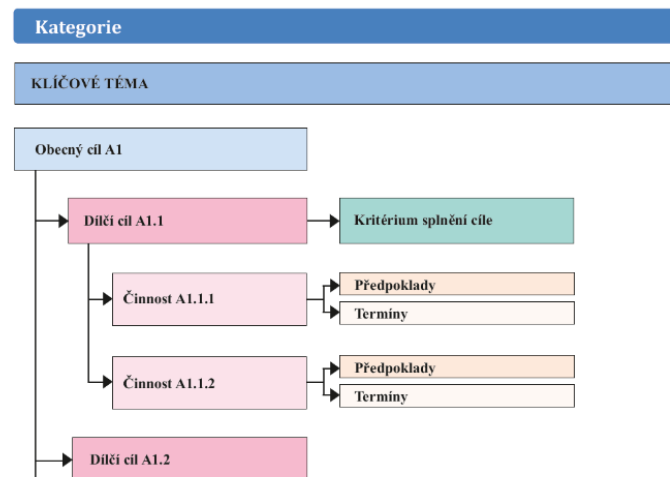 Kategorie
KLÍČOVÉ TÉMA
Obecný cíl A1
Dílčí cíl A1.1
Kritérium splnění cíle
Činnost A1.1.1
Předpoklady
Termíny
Činnost A1.1.2
Předpoklady
Termíny
Dílčí cíl A1.2